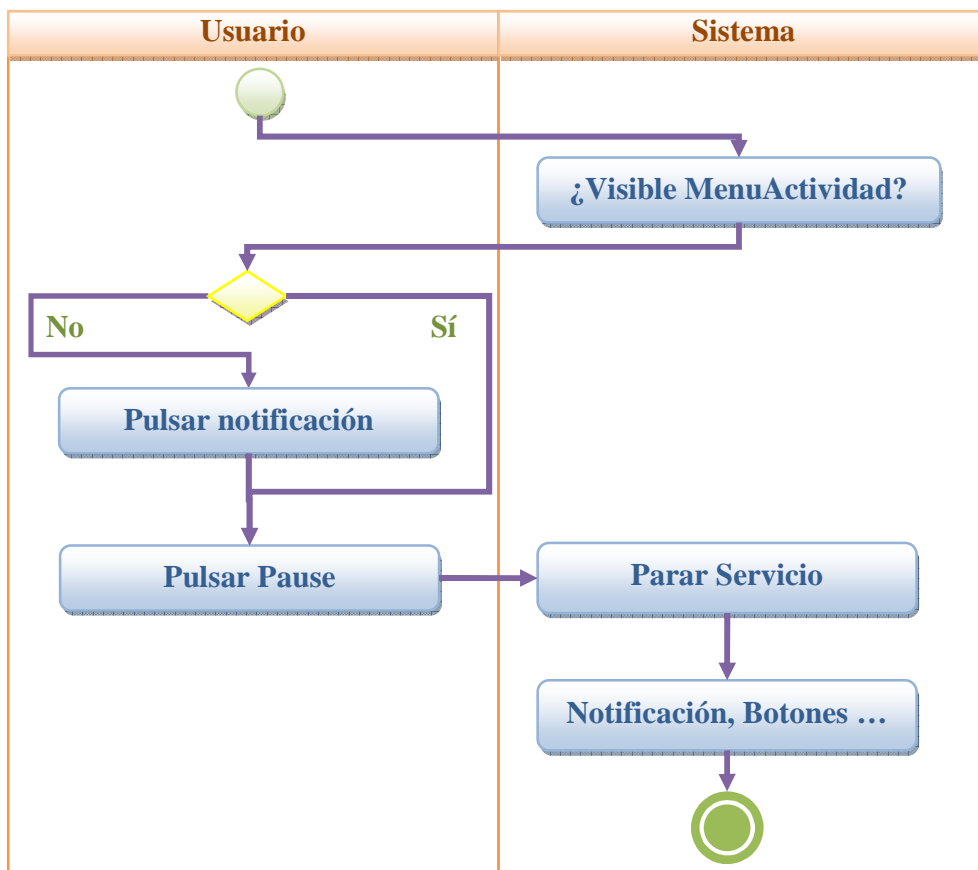 Usuario
Sistema
¿Visible MenuActividad?
No
Sí
Pulsar notificación
Pulsar Pause
Parar Servicio
Notificación, Botones …